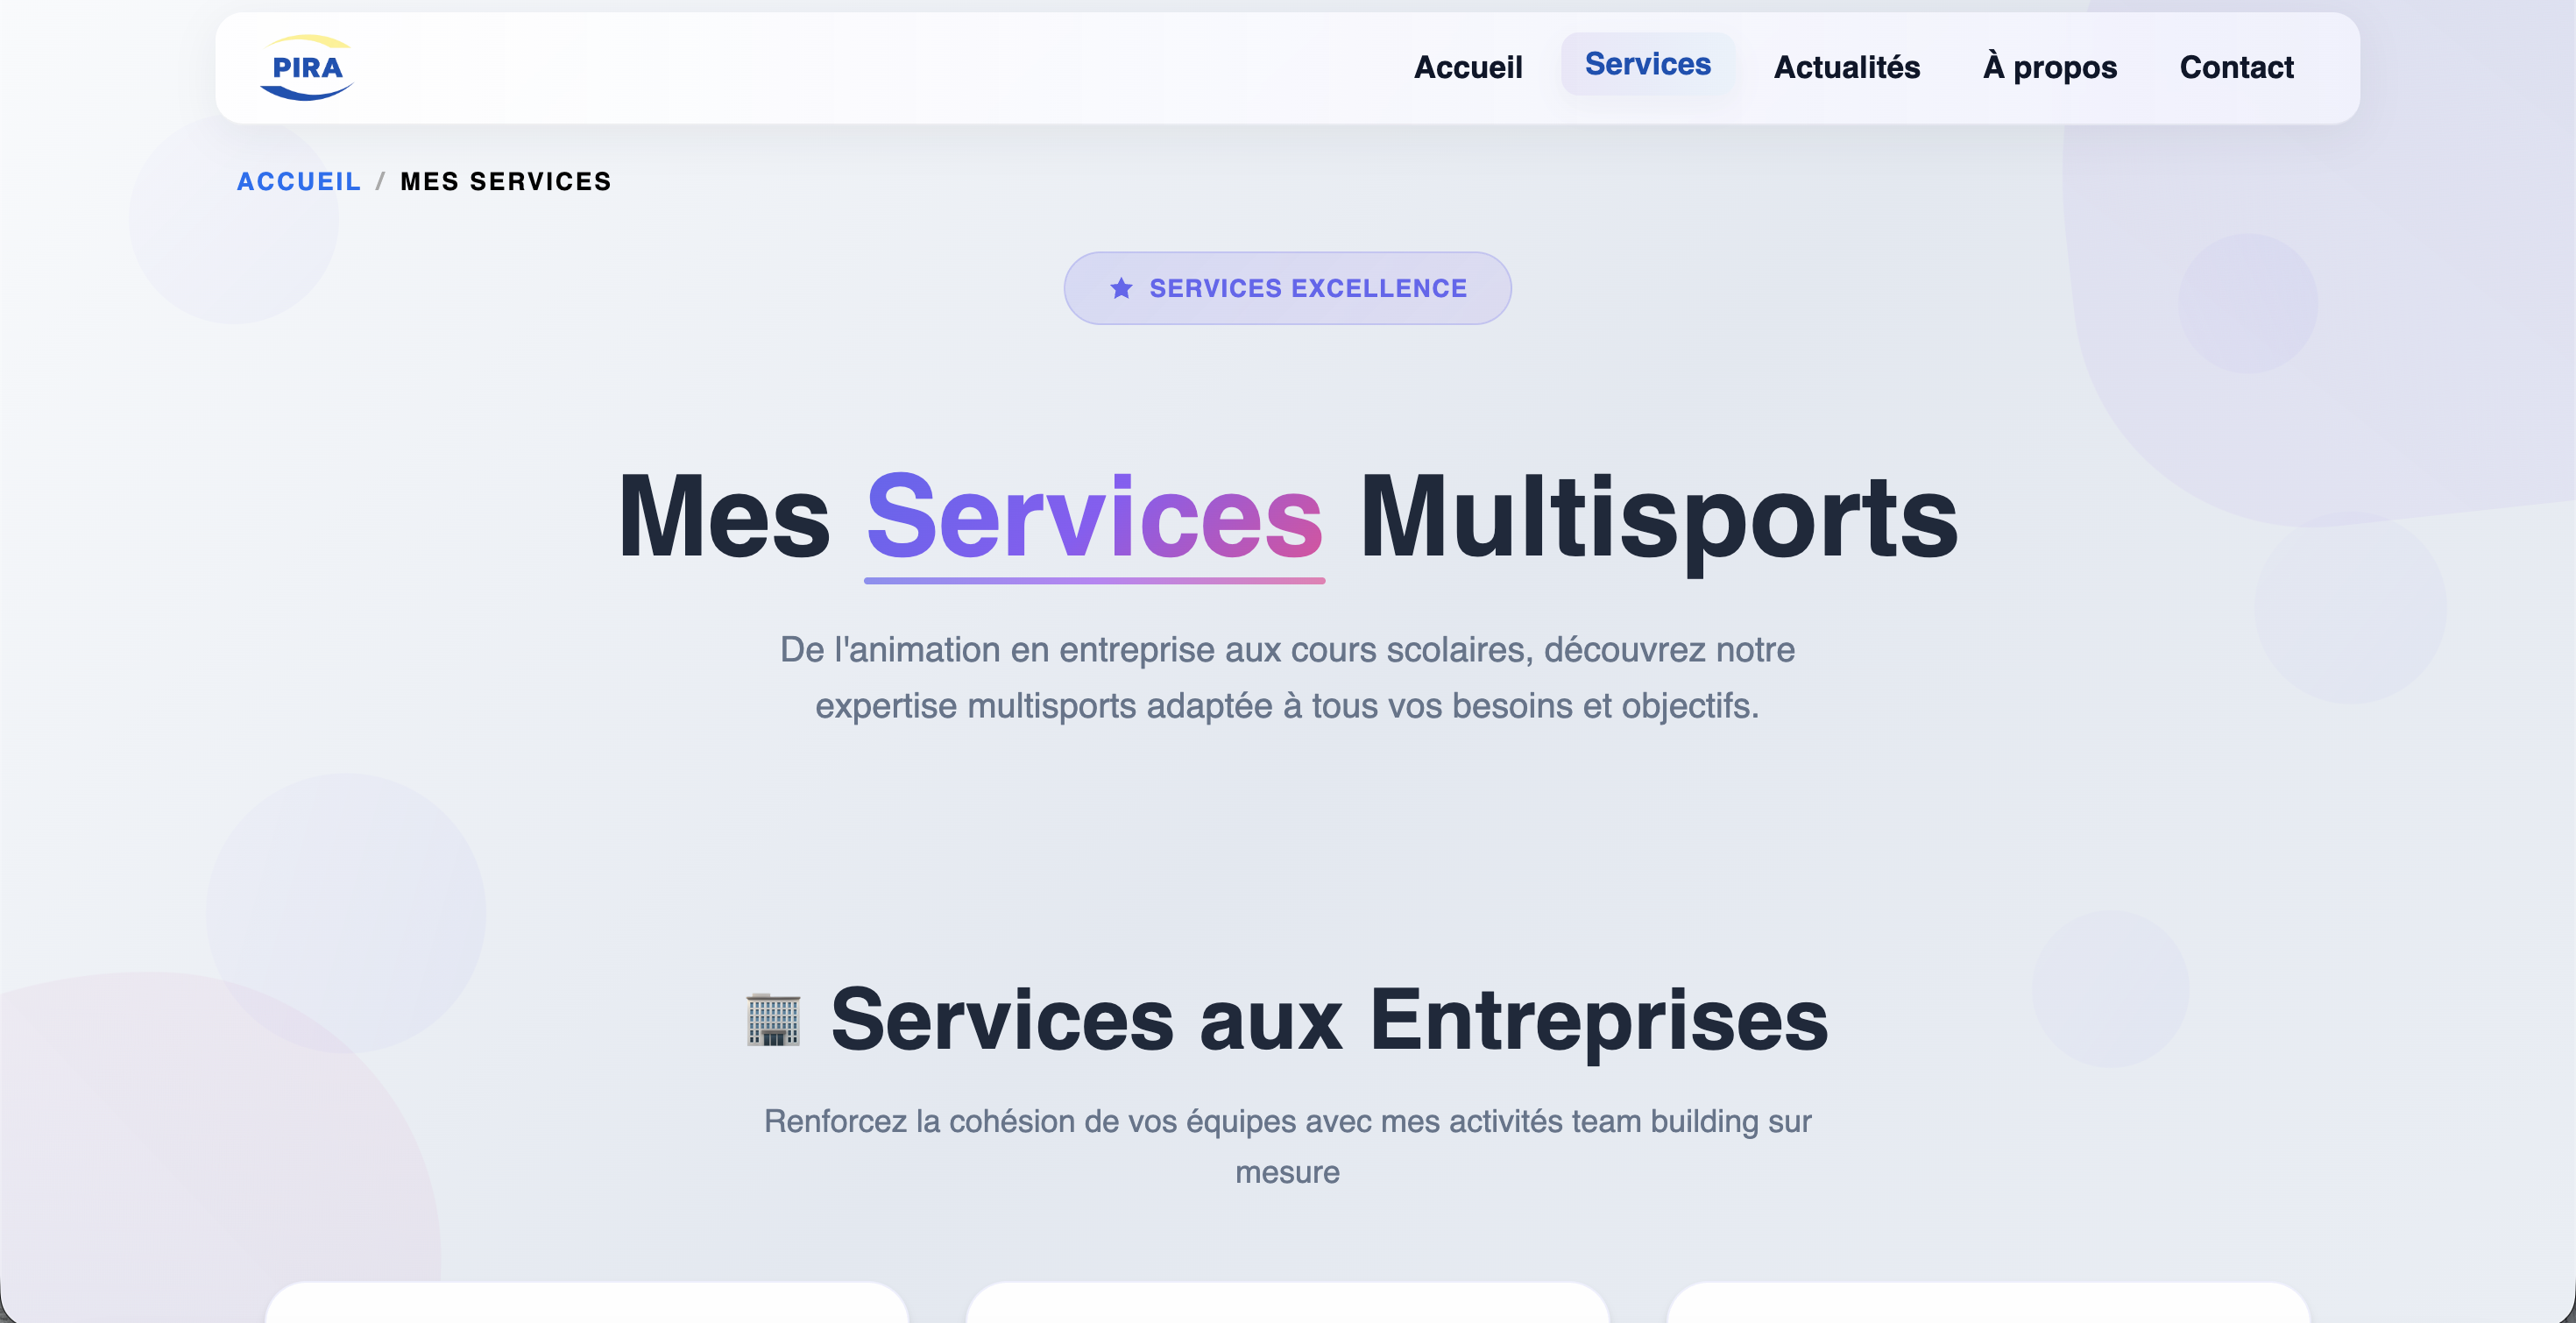 PIRA
Accueil Services Actualités À propos Contact
ACCUEIL / MES SERVICES
SERVICES EXCELLENCE
Mes Services Multisports
De l'animation en entreprise aux cours scolaires, découvrez notre
expertise multisports adaptée à tous vos besoins et objectifs.
Services aux Entreprises
Renforcez la cohésion de vos équipes avec mes activités team building sur
mesure